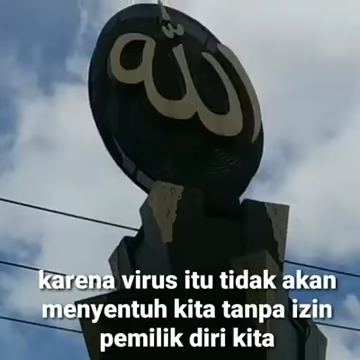 الله
karena virus itu tidak akan
menyentuh kita tanpa izin
pemilik diri kita